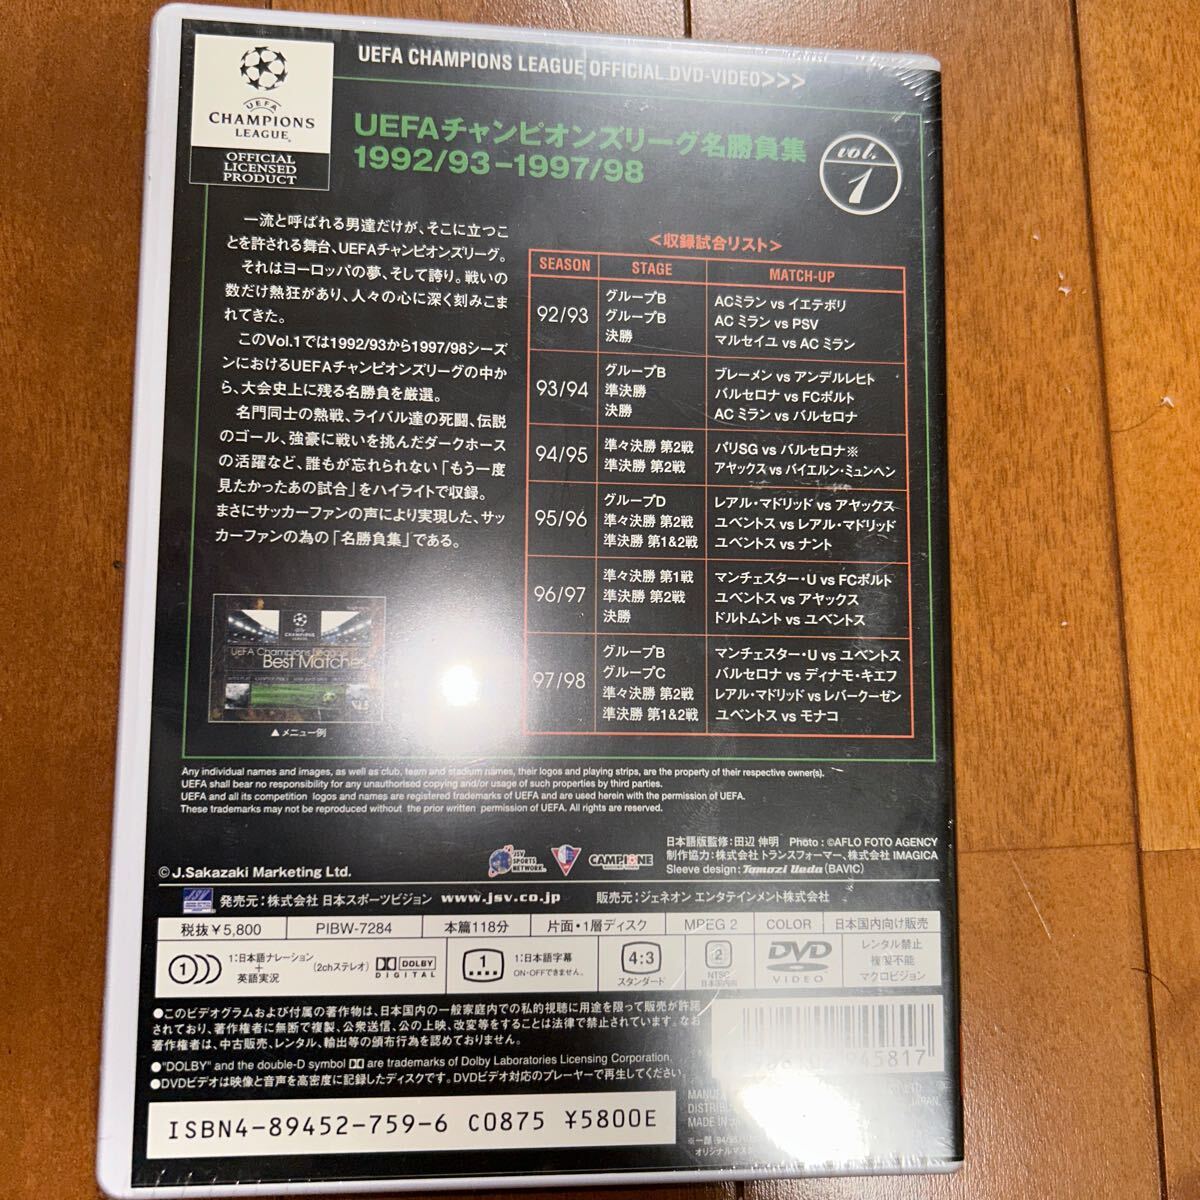 UEFA
CHAMPIONS
LEAGUE
OFFICIAL
LICENSED
PRODUCT
UEFA CHAMPIONS LEAGUE OFFICIAL DVD-VIDEO>>>
UEFAチャンピオンズリーグ名勝負集
1992/93-1997/98
vol.
1
一流と呼ばれる男達だけが、そこに立つこ
とを許される舞台、UEFAチャンピオンズリーグ。
それはヨーロッパの夢、そして誇り。戦いの
数だけ熱狂があり、人々の心に深く刻みこま
れてきた。
このVol.1では1992/93から1997/98シーズ
ンにおけるUEFAチャンピオンズリーグの中か
ら、大会史上に残る名勝負を厳選。
名門同士の熱戦、ライバル達の死闘、伝説
のゴール、強豪に戦いを挑んだダークホース
の活躍など、誰もが忘れられない「もう一度
見たかったあの試合」をハイライトで収録。
まさにサッカーファンの声により実現した、サッ
カーファンの為の「名勝負集」である。
<収録試合リスト>
SEASON STAGE MATCH-UP
92/93
グループB ACミラン vs イエテボリ
グループB AC ミラン vs PSV
決勝 マルセイユ vs AC ミラン
93/94
グループB ブレーメン vs アンデルレヒト
準決勝 バルセロナ vs FCポルト
決勝 AC ミラン vs バルセロナ
94/95
準々決勝 第2戦 パリSG vs バルセロナ※
準決勝 第2戦 アヤックス vs バイエルン・ミュンヘン
95/96
グループD レアル・マドリッド vs アヤックス
準々決勝 第2戦 ユベントス vs レアル・マドリッド
準決勝 第1&2戦 ユベントス vs ナント
96/97
準々決勝 第1戦 マンチェスター・U vs FCポルト
準決勝 第2戦 ユベントス vs アヤックス
決勝 ドルトムント vs ユベントス
97/98
グループB マンチェスター・U vs ユベントス
グループC バルセロナ vs ディナモ・キエフ
準々決勝 第2戦 レアル・マドリッド vs レバークーゼン
準決勝 第1&2戦 ユベントス vs モナコ
CHAMPIONS
LEAGUE
UEFA Champions League
Best Matches
▲メニュー例
Any individual names and images, as well as club, team and stadium names, their logos and playing strips, are the property of their respective owner(s).
UEFA shall bear no responsibility for any unauthorised copying and/or usage of such properties by third parties.
UEFA and all its competition logos and names are registered trademarks of UEFA and are used herein with the permission of UEFA.
These trademarks may not be reproduced without the prior written permission of UEFA. All rights are reserved.
日本語版監修:田辺 伸明 Photo : ©AFLO FOTO AGENCY
制作協力:株式会社トランスフォーマー、株式会社 IMAGICA
Sleeve design: Tomozi Ueda (BAVIC)
© J.Sakazaki Marketing Ltd.
JSV SPORTS NETWORK
CAMPIONE
発売元:株式会社 日本スポーツビジョン www.jsv.co.jp
販売元:ジェネオン エンタテインメント株式会社
税抜¥5,800 PIBW-7284 本篇118分 片面・1層ディスク MPEG 2 COLOR 日本国内向け販売
1:日本語ナレーション
+
英語実況
(2chステレオ)
DOLBY
DIGITAL
1:日本語字幕
ON・OFFできません。
4:3
スタンダード
2
NTSC
日本国内向
DVD
VIDEO
レンタル禁止
複製不能
マクロビジョン
●このビデオグラムおよび付属の著作物は、日本国内の一般家庭内での私的視聴に用途を限って販売が許諾
されており、著作権者に無断で複製、公衆送信、公の上映、改変等をすることは法律で禁止されています。なお
著作権者は、中古販売、レンタル、輸出等の頒布行為を認めておりません。
●"DOLBY" and the double-D symbol are trademarks of Dolby Laboratories Licensing Corporation.
●DVDビデオは映像と音声を高密度に記録したディスクです。DVDビデオ対応のプレーヤーで再生してください。
5817
MADE IN
JAPAN.
ISBN4-89452-759-6 C0875 ¥5800E